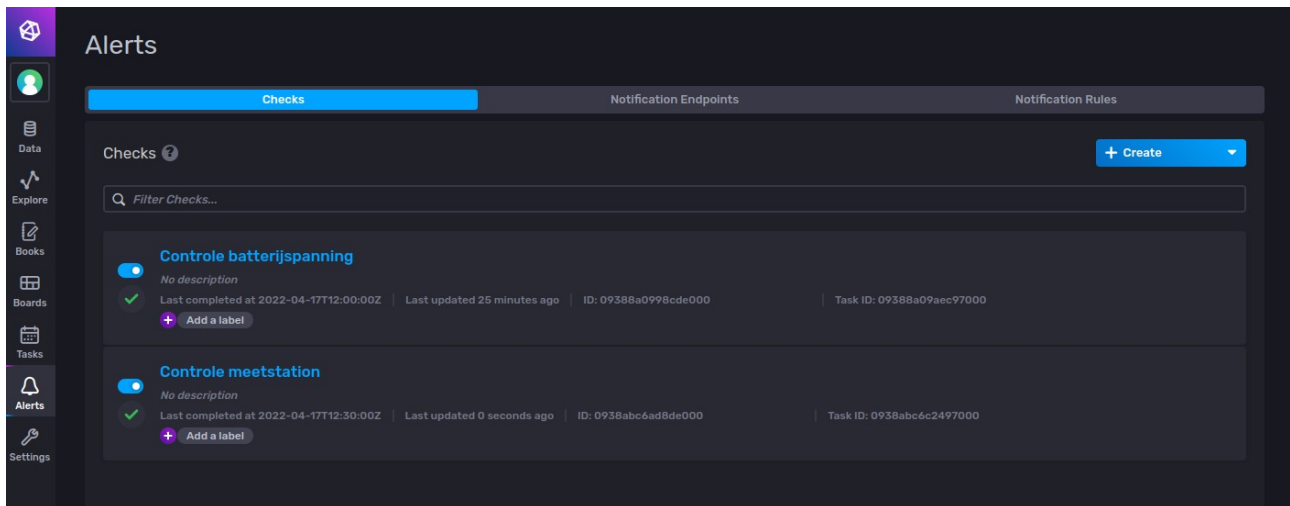 Alerts
Checks
Notification Endpoints
Notification Rules
Data
Checks ?
+ Create
Explore
Filter Checks...
Books
Controle batterijspanning
No description
Last completed at 2022-04-17T12:00:00Z Last updated 25 minutes ago ID: 09388a0998cde000 Task ID: 09388a09aec97000
+ Add a label
Boards
Tasks
Controle meetstation
No description
Last completed at 2022-04-17T12:30:00Z Last updated 0 seconds ago ID: 0938abc6ad8de000 Task ID: 0938abc6c2497000
+ Add a label
Alerts
Settings